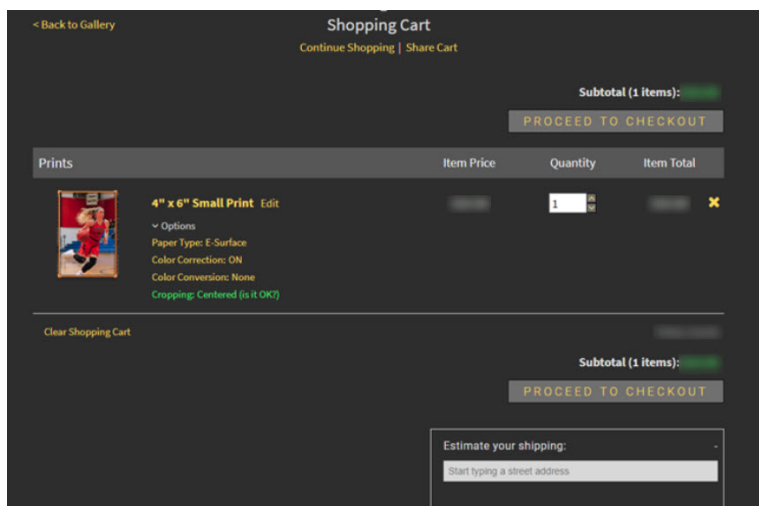 < Back to Gallery
Shopping Cart
Continue Shopping | Share Cart
Subtotal (1 items):
PROCEED TO CHECKOUT
Prints Item Price Quantity Item Total
4" x 6" Small Print Edit
1
Options
Paper Type: E-Surface
Color Correction: ON
Color Conversion: None
Cropping: Centered (is it OK?)
Clear Shopping Cart
Subtotal (1 items):
PROCEED TO CHECKOUT
Estimate your shipping: -
Start typing a street address